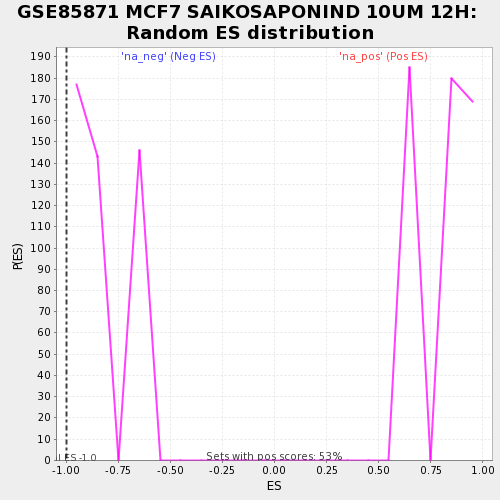 GSE85871 MCF7 SAIKOSAPONIND 10UM 12H:
Random ES distribution
'na_neg' (Neg ES)
'na_pos' (Pos ES)
190
180
170
160
150
140
130
120
110
100
90
80
70
60
50
40
30
20
10
0
P(ES)
ES -1.0
Sets with pos scores: 53%
-1.00 -0.75 -0.50 -0.25 0.00 0.25 0.50 0.75 1.00
ES